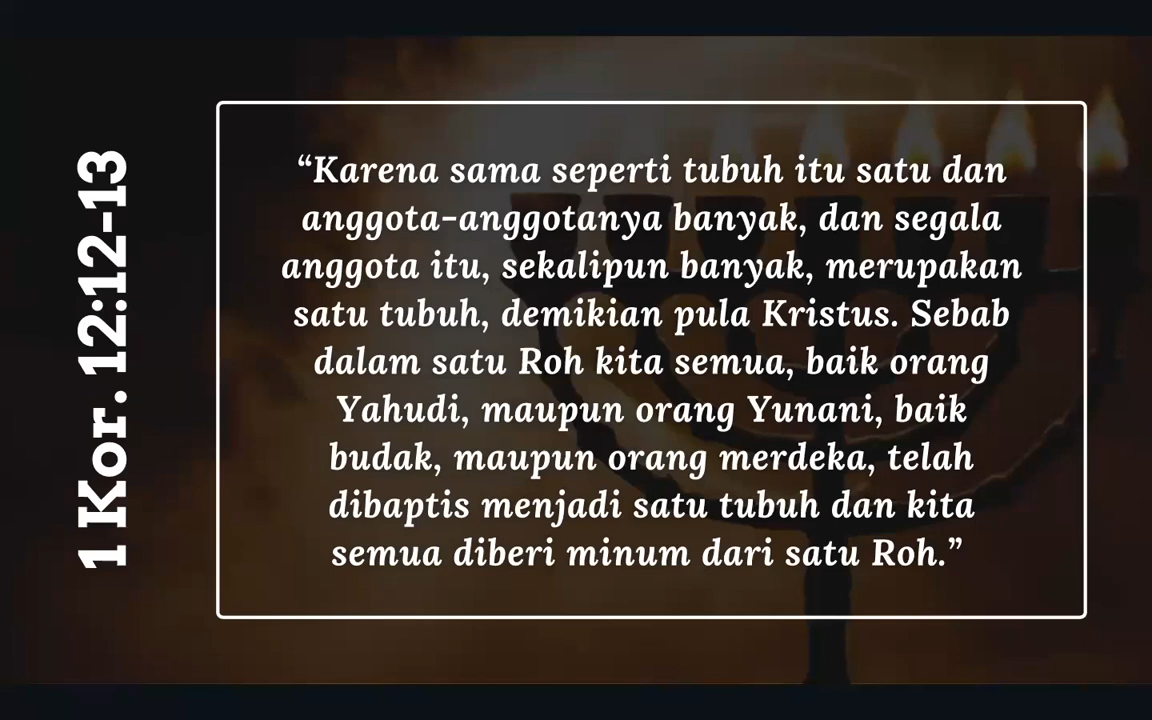 1 Kor. 12:12-13
“Karena sama seperti tubuh itu satu dan
anggota-anggotanya banyak, dan segala
anggota itu, sekalipun banyak, merupakan
satu tubuh, demikian pula Kristus. Sebab
dalam satu Roh kita semua, baik orang
Yahudi, maupun orang Yunani, baik
budak, maupun orang merdeka, telah
dibaptis menjadi satu tubuh dan kita
semua diberi minum dari satu Roh.”